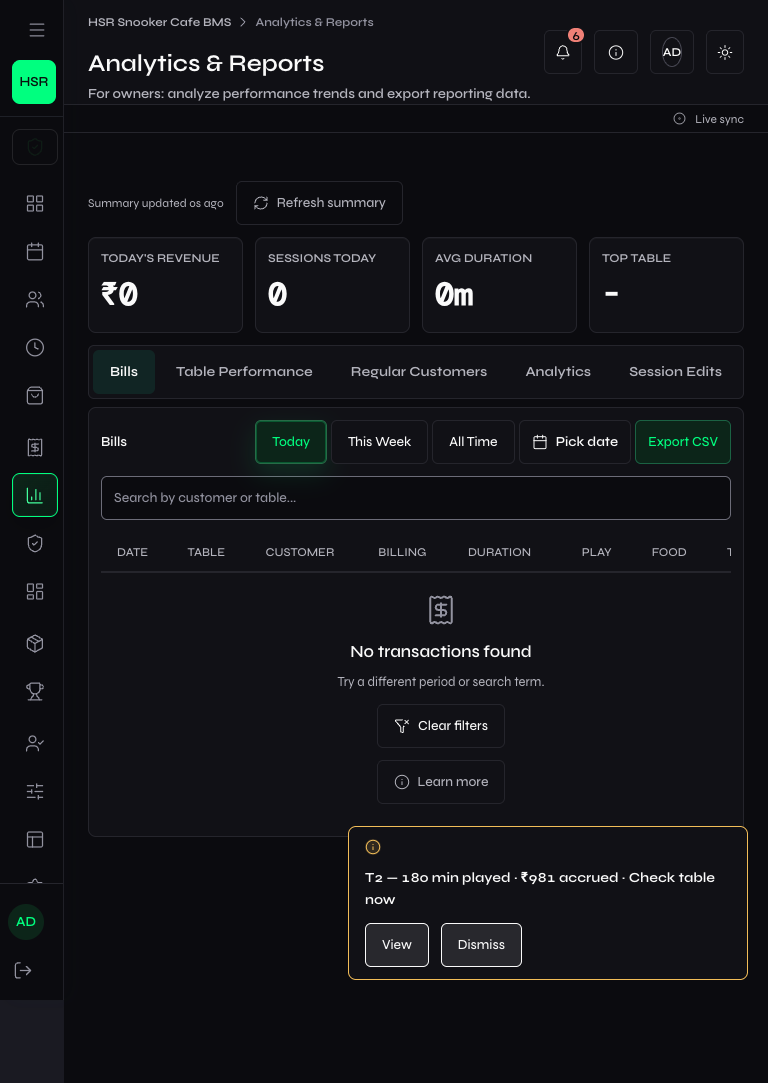 HSR Snooker Cafe BMS > Analytics & Reports
HSR
Analytics & Reports
6
AD
For owners: analyze performance trends and export reporting data.
Live sync
Summary updated 0s ago
Refresh summary
TODAY'S REVENUE
₹0
SESSIONS TODAY
0
AVG DURATION
0m
TOP TABLE
-
Bills
Table Performance
Regular Customers
Analytics
Session Edits
Bills
Today
This Week
All Time
Pick date
Export CSV
Search by customer or table...
DATE TABLE CUSTOMER BILLING DURATION PLAY FOOD
No transactions found
Try a different period or search term.
Clear filters
Learn more
T2 — 180 min played · ₹981 accrued · Check table
now
View
Dismiss
AD